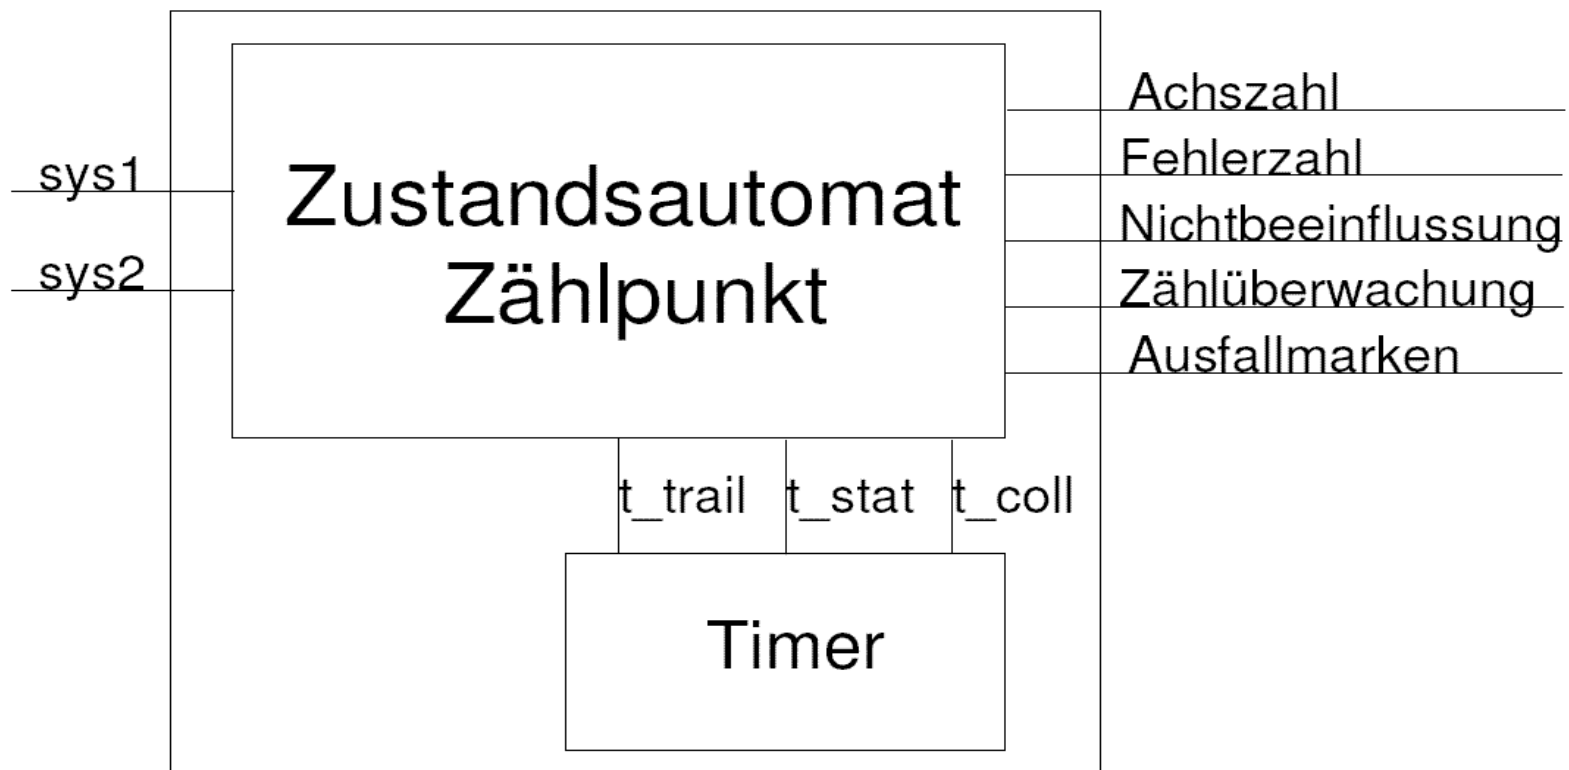 Achszahl
Fehlerzahl
sys1
Zustandsautomat
Nichtbeeinflussung
sys2
Zählpunkt
Zählüberwachung
Ausfallmarken
t_trail t_stat t_coll
Timer